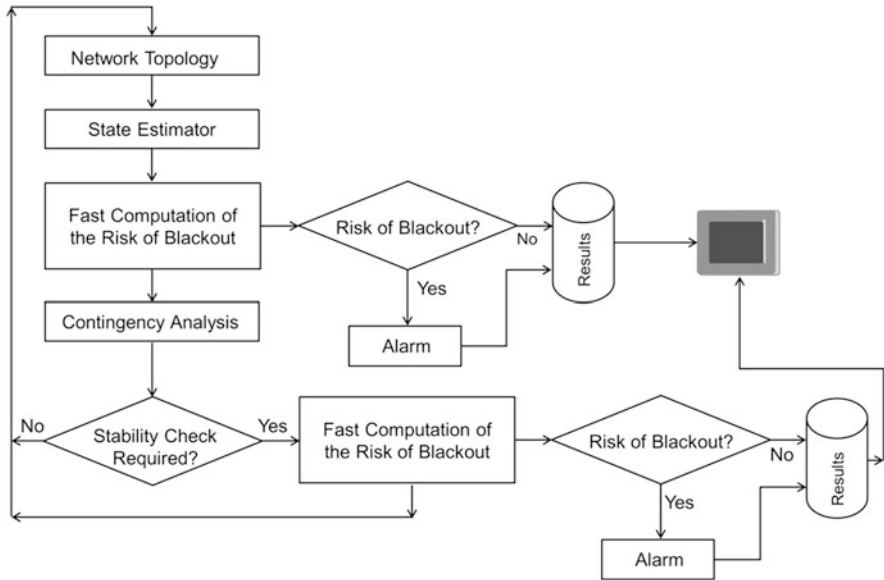 Network Topology
State Estimator
Fast Computation of
the Risk of Blackout
Risk of Blackout?
No
Yes
Results
Alarm
Contingency Analysis
No
Stability Check
Required?
Yes
Fast Computation of
the Risk of Blackout
Risk of Blackout?
No
Yes
Results
Alarm